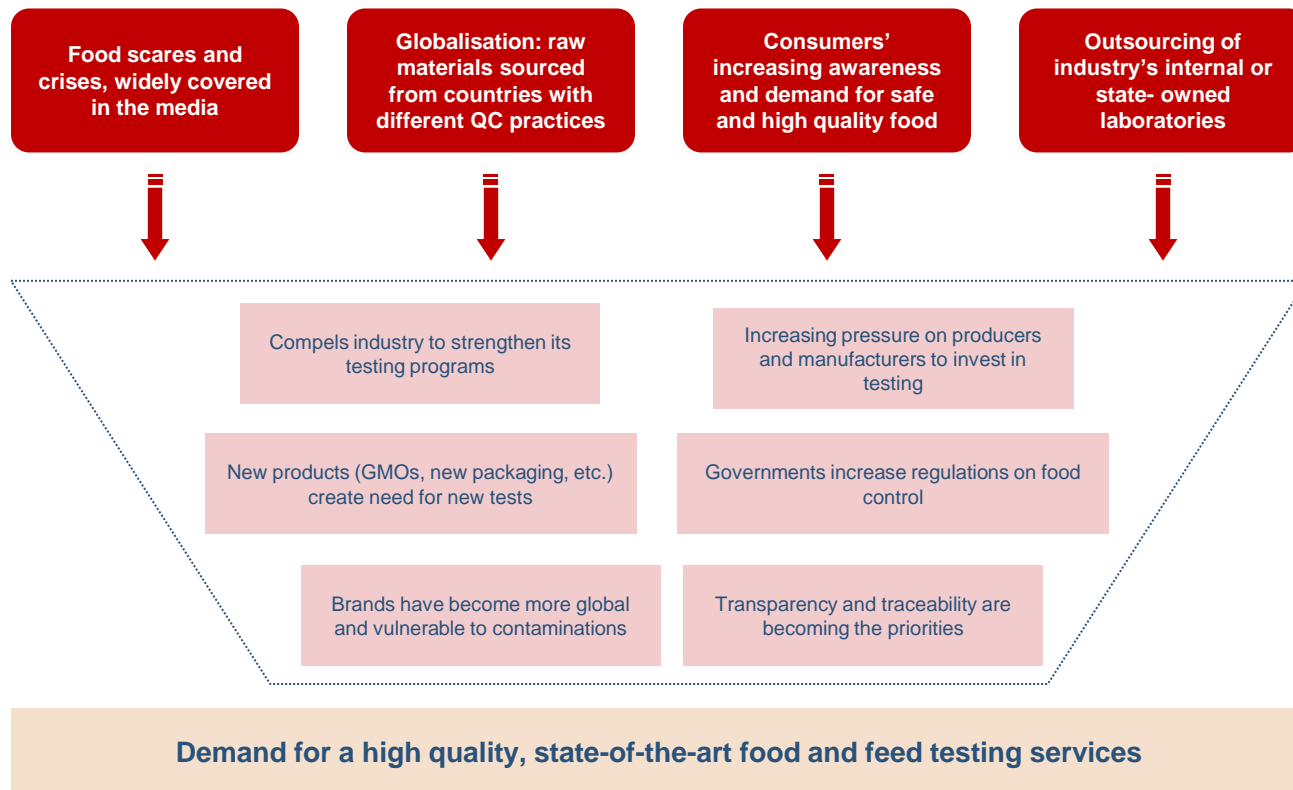 Food scares and
crises, widely covered
in the media
Globalisation: raw
materials sourced
from countries with
different QC practices
Consumers’
increasing awareness
and demand for safe
and high quality food
Outsourcing of
industry’s internal or
state- owned
laboratories
Compels industry to strengthen its
testing programs
Increasing pressure on producers
and manufacturers to invest in
testing
New products (GMOs, new packaging, etc.)
create need for new tests
Governments increase regulations on food
control
Brands have become more global
and vulnerable to contaminations
Transparency and traceability are
becoming the priorities
Demand for a high quality, state-of-the-art food and feed testing services